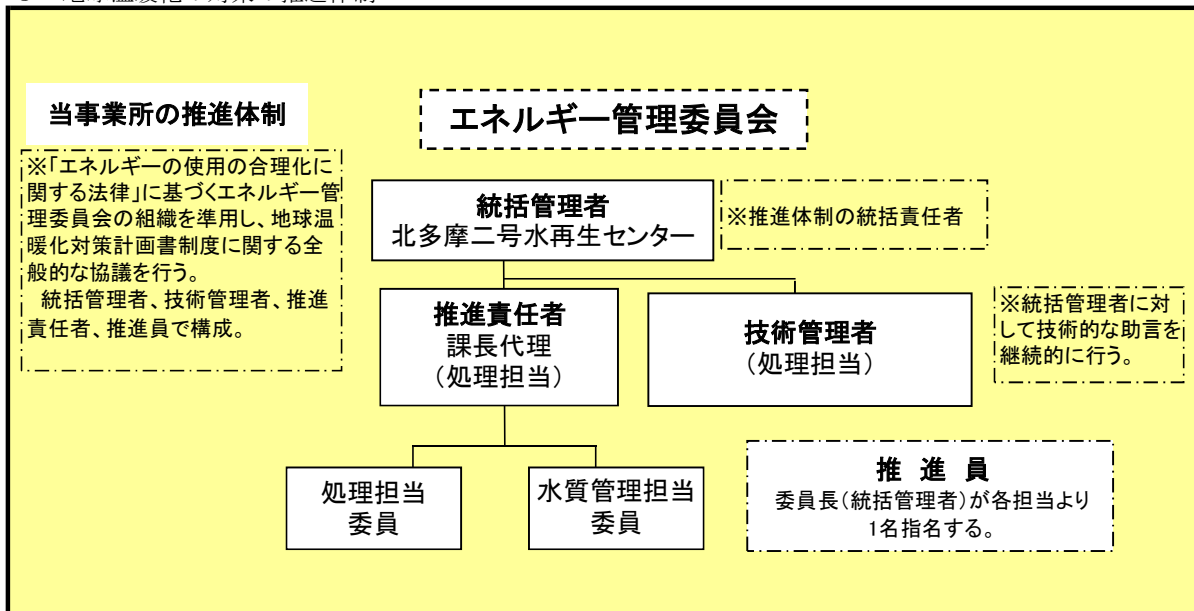 当事業所の推進体制
エネルギー管理委員会
※「エネルギーの使用の合理化に
関する法律」に基づくエネルギー管
理委員会の組織を準用し、地球温
暖化対策計画書制度に関する全
般的な協議を行う。
統括管理者、技術管理者、推進
責任者、推進員で構成。
統括管理者
北多摩二号水再生センター
※推進体制の統括責任者
推進責任者
課長代理
(処理担当)
技術管理者
(処理担当)
※統括管理者に対
して技術的な助言を
継続的に行う。
処理担当
委員
水質管理担当
委員
推 進 員
委員長(統括管理者)が各担当より
1名指名する。